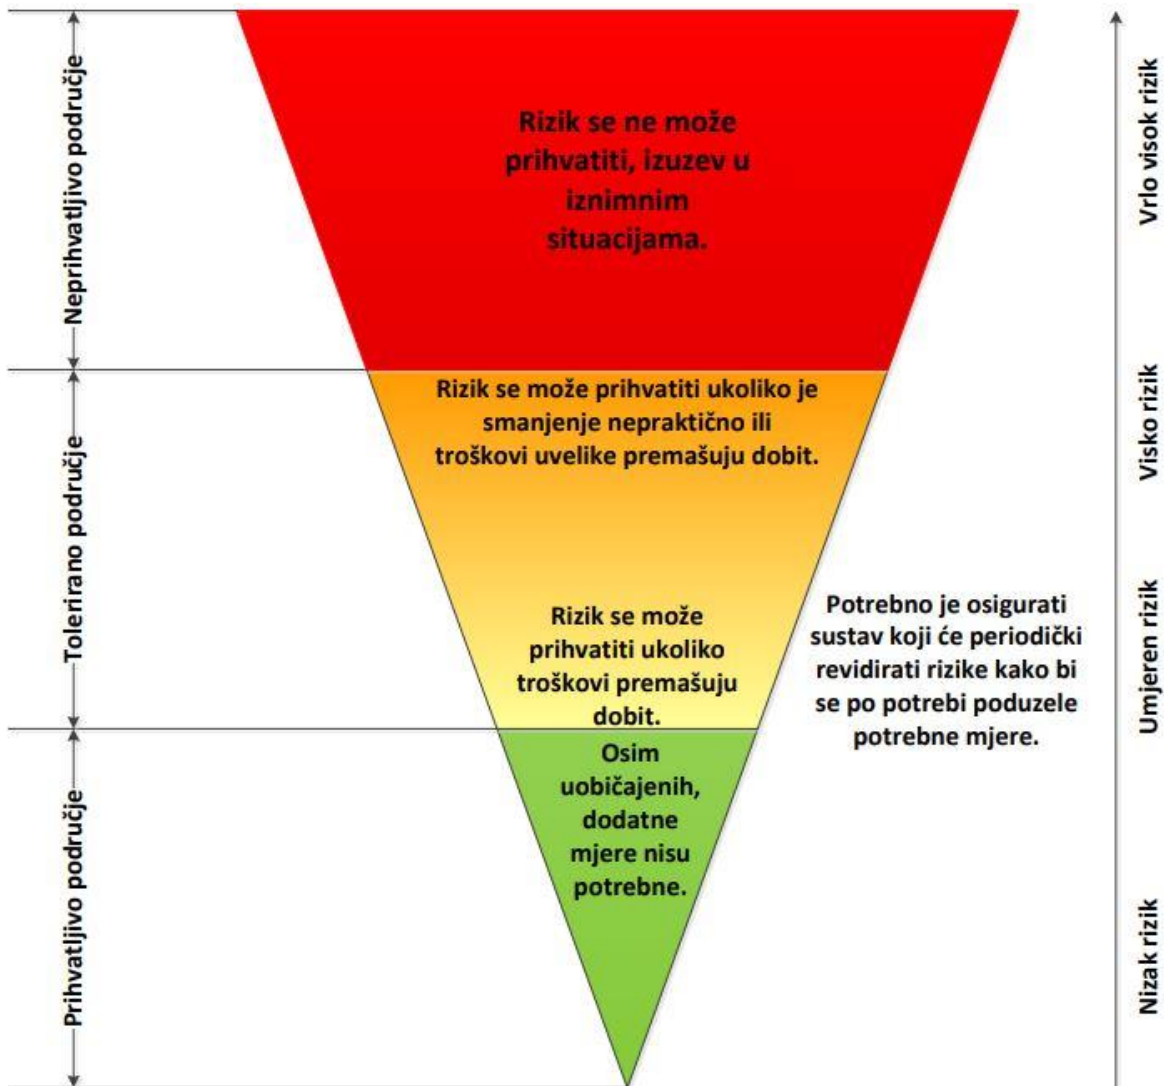 Neprihvatljivo područje
Rizik se ne može
prihvatiti, izuzev u
iznimnim
situacijama.
Vrlo visok rizik
Tolerirano područje
Rizik se može prihvatiti ukoliko je
smanjenje nepraktično ili
troškovi uvelike premašuju dobit.
Visko rizik
Rizik se može
prihvatiti ukoliko
troškovi premašuju
dobit.
Potrebno je osigurati
sustav koji će periodički
revidirati rizike kako bi
se po potrebi poduzele
potrebne mjere.
Umjeren rizik
Prihvatljivo područje
Osim
uobičajenih,
dodatne
mjere nisu
potrebne.
Nizak rizik